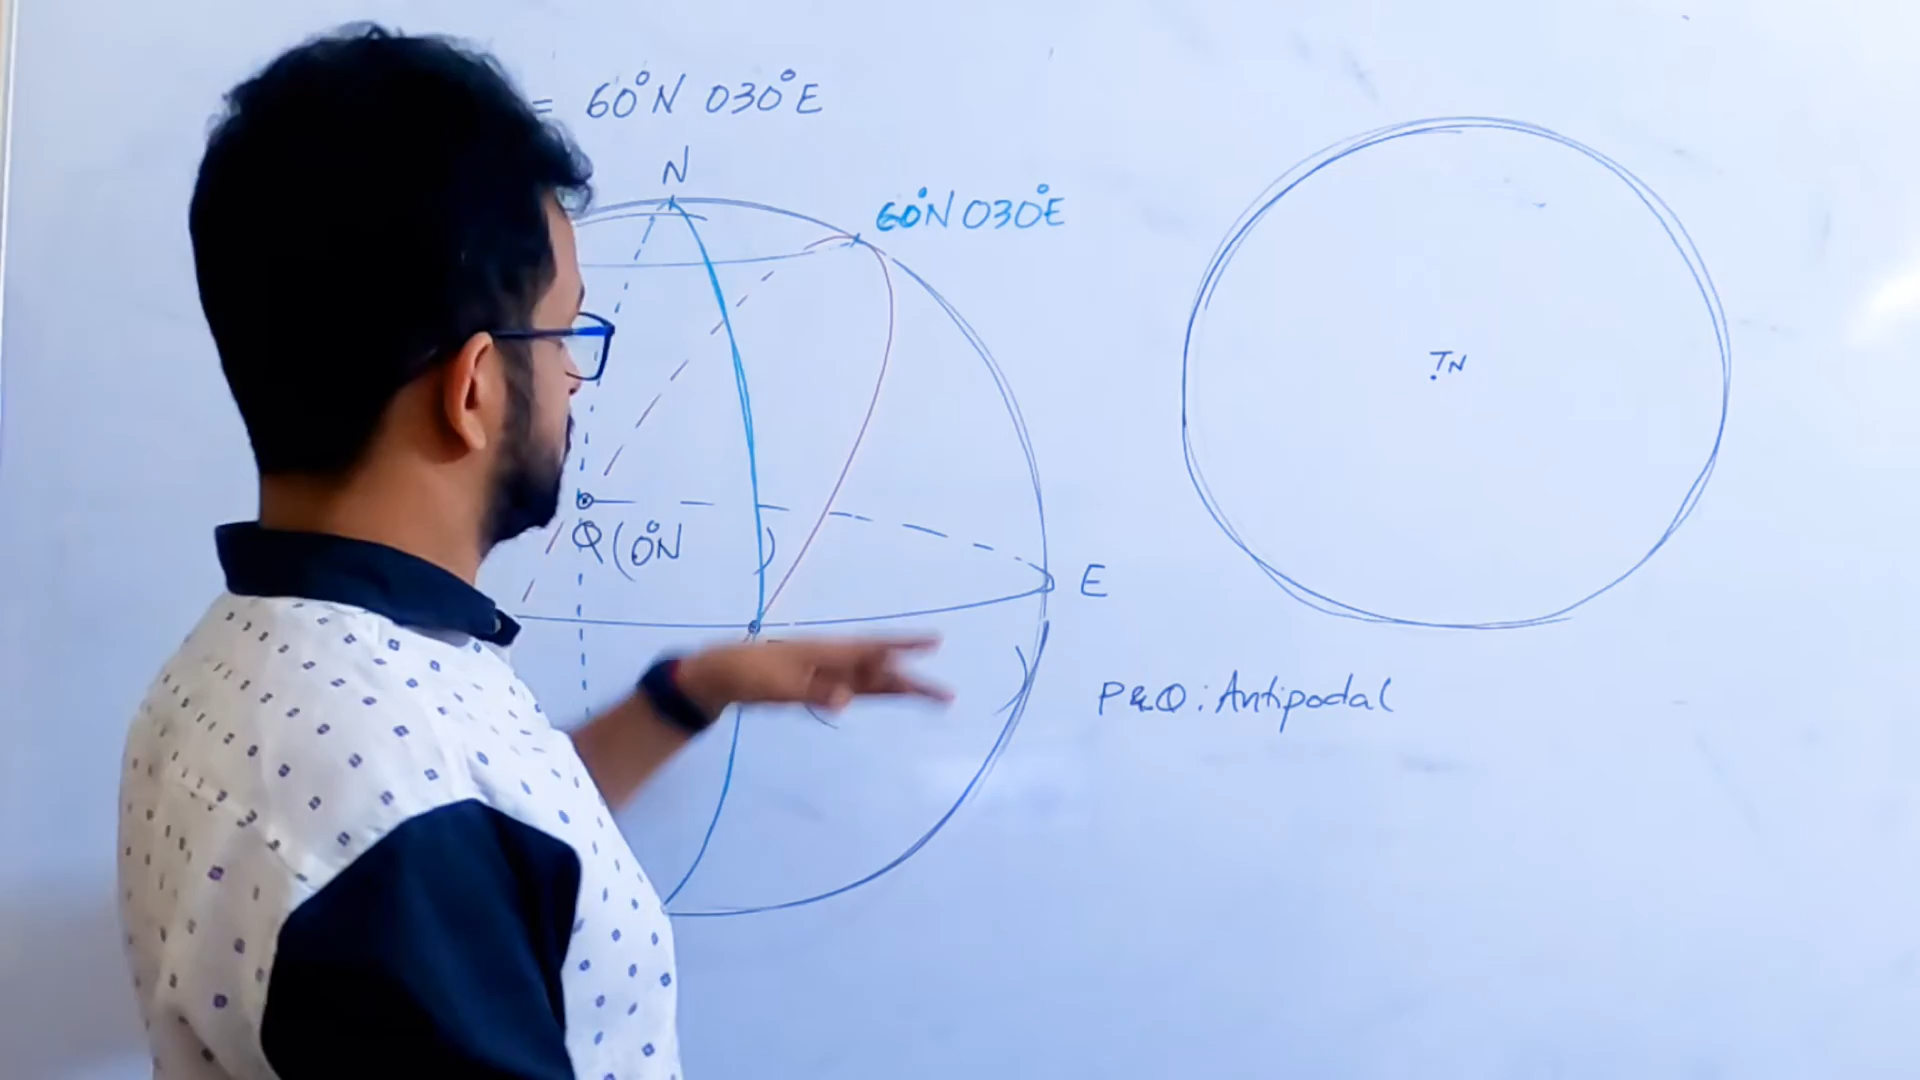 = 60°N 030°E
N
60°N 030°E
TN
Q (0°N )
E
P&Q : Antipodal